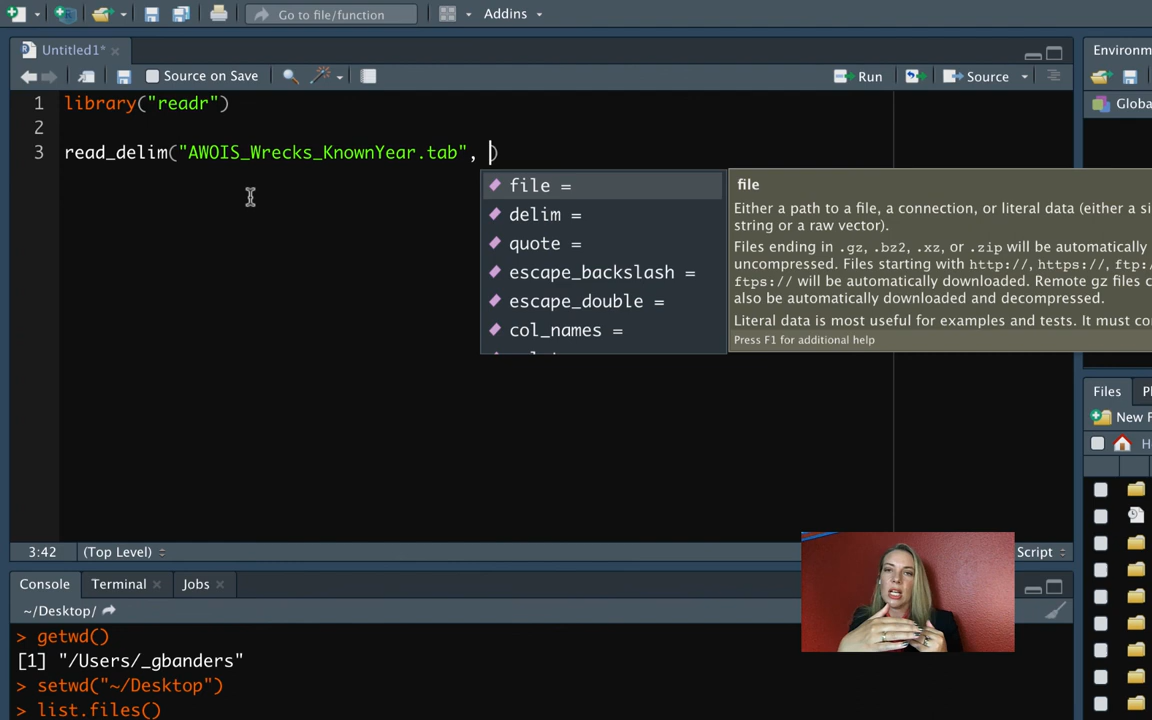 Go to file/function
Addins
Untitled1*
Source on Save
Run
Source
Environm
Globa
1 library("readr")
2
3 read_delim("AWOIS_Wrecks_KnownYear.tab", )
file =
delim =
quote =
escape_backslash =
escape_double =
col_names =
file
Either a path to a file, a connection, or literal data (either a si
string or a raw vector).
Files ending in .gz, .bz2, .xz, or .zip will be automatically
uncompressed. Files starting with http://, https://, ftp:/
ftps:// will be automatically downloaded. Remote gz files c
also be automatically downloaded and decompressed.
Literal data is most useful for examples and tests. It must co
Press F1 for additional help
Files
Pl
New F
H
3:42
(Top Level)
Script
Console
Terminal
Jobs
~/Desktop/
> getwd()
[1] "/Users/_gbanders"
> setwd("~/Desktop")
> list.files()